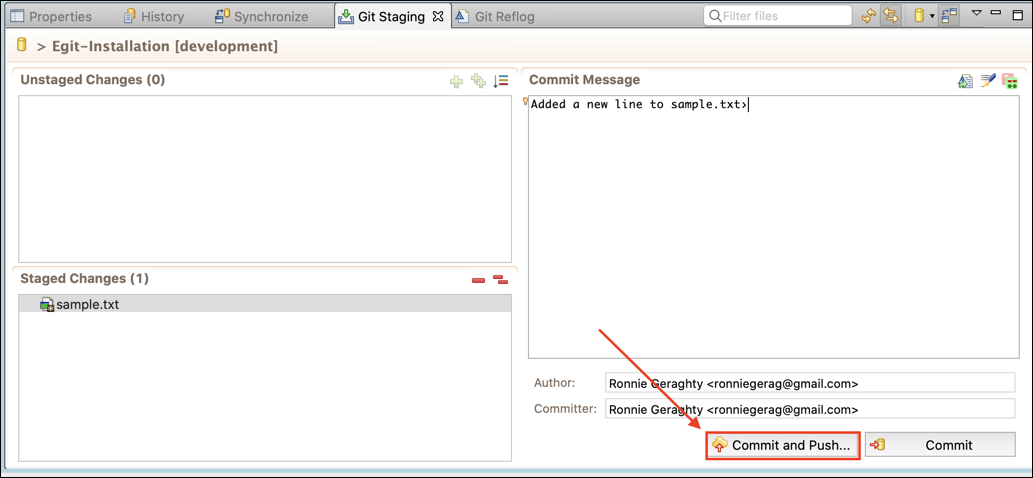 Properties
History
Synchronize
Git Staging
Git Reflog
Filter files
> Egit-Installation [development]
Unstaged Changes (0)
Staged Changes (1)
sample.txt
Commit Message
Added a new line to sample.txt>
Author:
Ronnie Geraghty <ronniegerag@gmail.com>
Committer:
Ronnie Geraghty <ronniegerag@gmail.com>
Commit and Push...
Commit